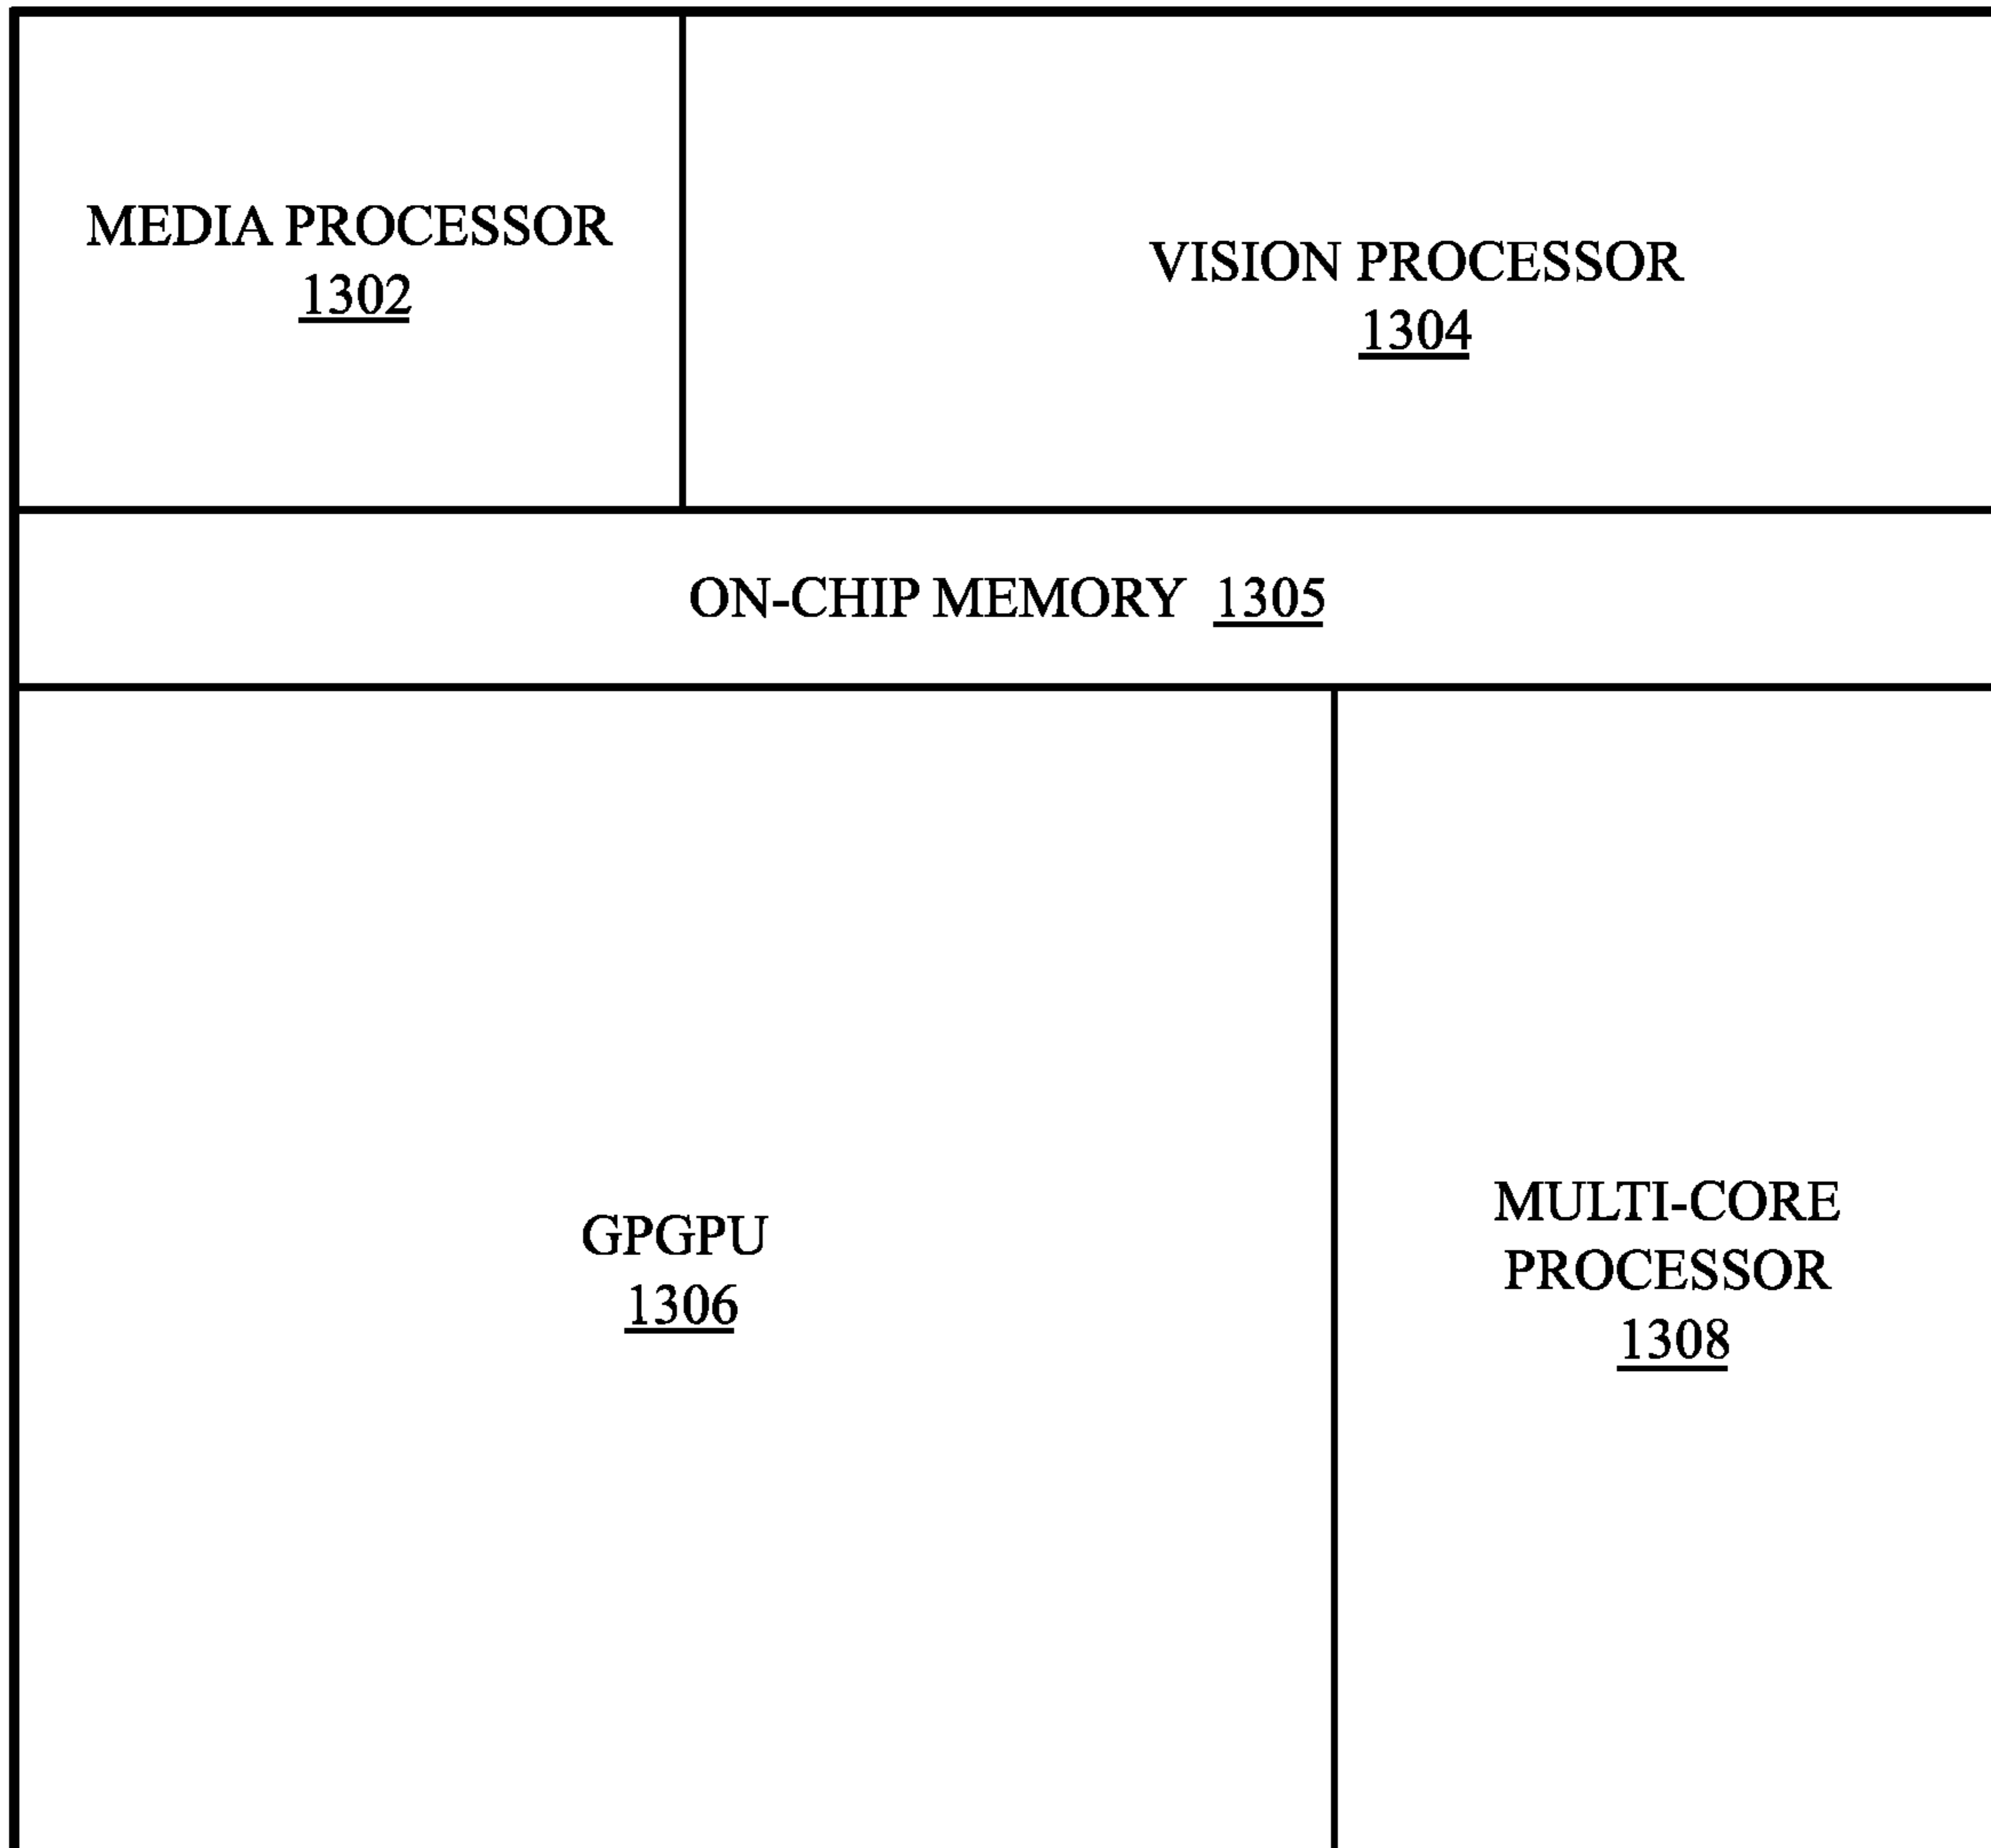 MEDIA PROCESSOR
1302
VISION PROCESSOR
1304
ON-CHIP MEMORY 1305
GPGPU
1306
MULTI-CORE
PROCESSOR
1308